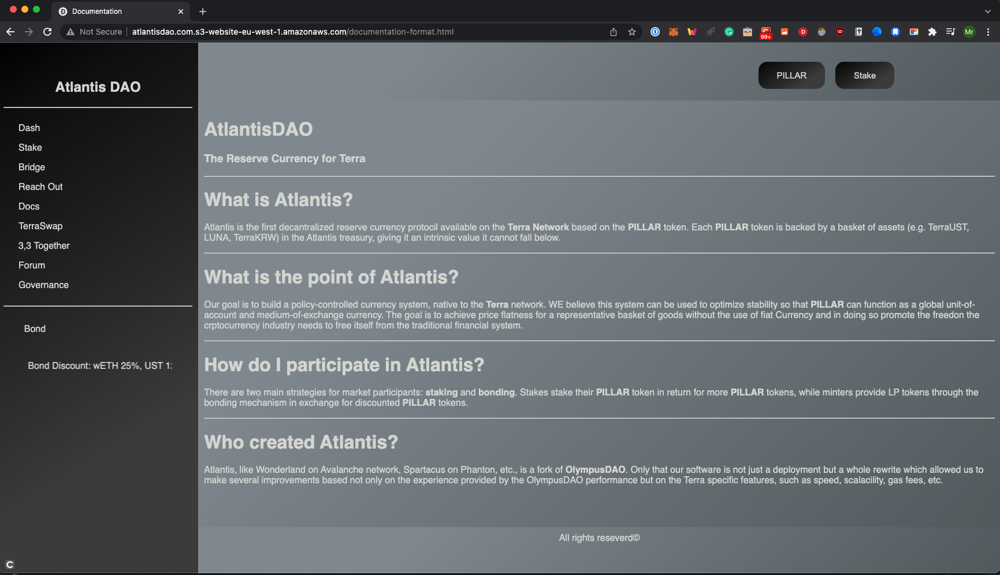 Documentation
Not Secure
atlantisdao.com.s3-website-eu-west-1.amazonaws.com/documentation-format.html
99+
D
UD
Mr
Atlantis DAO
Dash
Stake
Bridge
Reach Out
Docs
TerraSwap
3,3 Together
Forum
Governance
Bond
Bond Discount: wETH 25%, UST
C
PILLAR
Stake
AtlantisDAO
The Reserve Currency for Terra
What is Atlantis?
Atlantis is the first decantralized reserve currency protocil available on the Terra Network based on the PILLAR token. Each PILLAR token is backed by a basket of assets (e.g. TerraUST,
LUNA, TerraKRW) in the Atlantis treasury, giving it an intrinsic value it cannot fall below.
What is the point of Atlantis?
Our goal is to build a policy-controlled currency system, native to the Terra network. WE believe this system can be used to optimize stability so that PILLAR can function as a global unit-of-
account and medium-of-exchange currency. The goal is to achieve price flatness for a representative basket of goods without the use of fiat Currency and in doing so promote the freedon the
crptocurrency industry needs to free itself from the traditional financial system.
How do I participate in Atlantis?
There are two main strategies for market participants: staking and bonding. Stakes stake their PILLAR token in return for more PILLAR tokens, while minters provide LP tokens through the
bonding mechanism in exchange for discounted PILLAR tokens.
Who created Atlantis?
Atlantis, like Wonderland on Avalanche network, Spartacus on Phanton, etc., is a fork of OlympusDAO. Only that our software is not just a deployment but a whole rewrite which allowed us to
make several improvements based not only on the experience provided by the OlympusDAO performance but on the Terra specific features, such as speed, scalacility, gas fees, etc.
All rights reseverd©